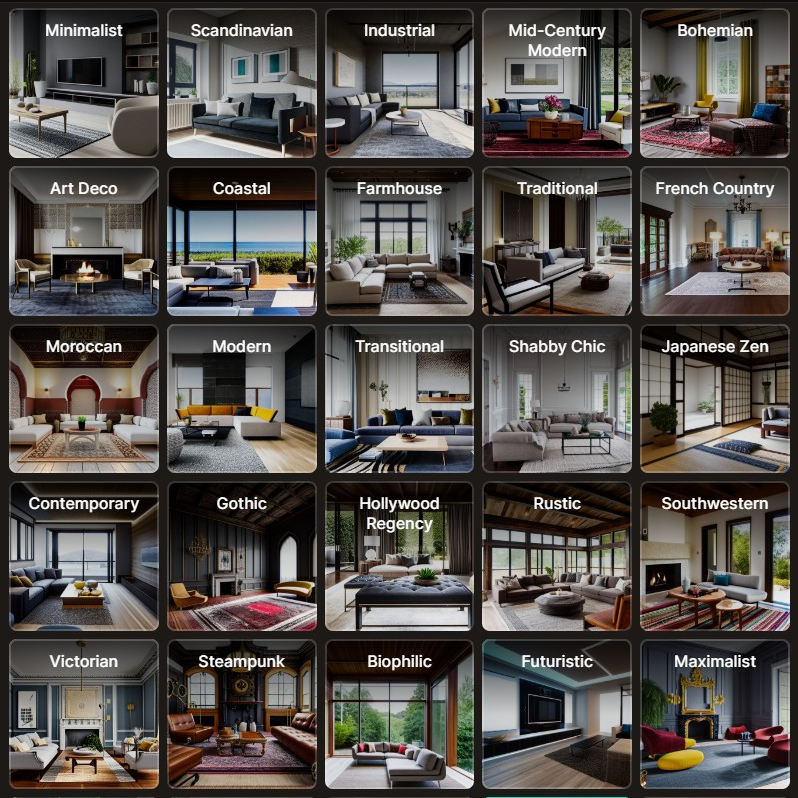 Minimalist
Scandinavian
Industrial
Mid-Century
Modern
Bohemian
Art Deco
Coastal
Farmhouse
Traditional
French Country
Moroccan
Modern
Transitional
Shabby Chic
Japanese Zen
Contemporary
Gothic
Hollywood
Regency
Rustic
Southwestern
Victorian
Steampunk
Biophilic
Futuristic
Maximalist